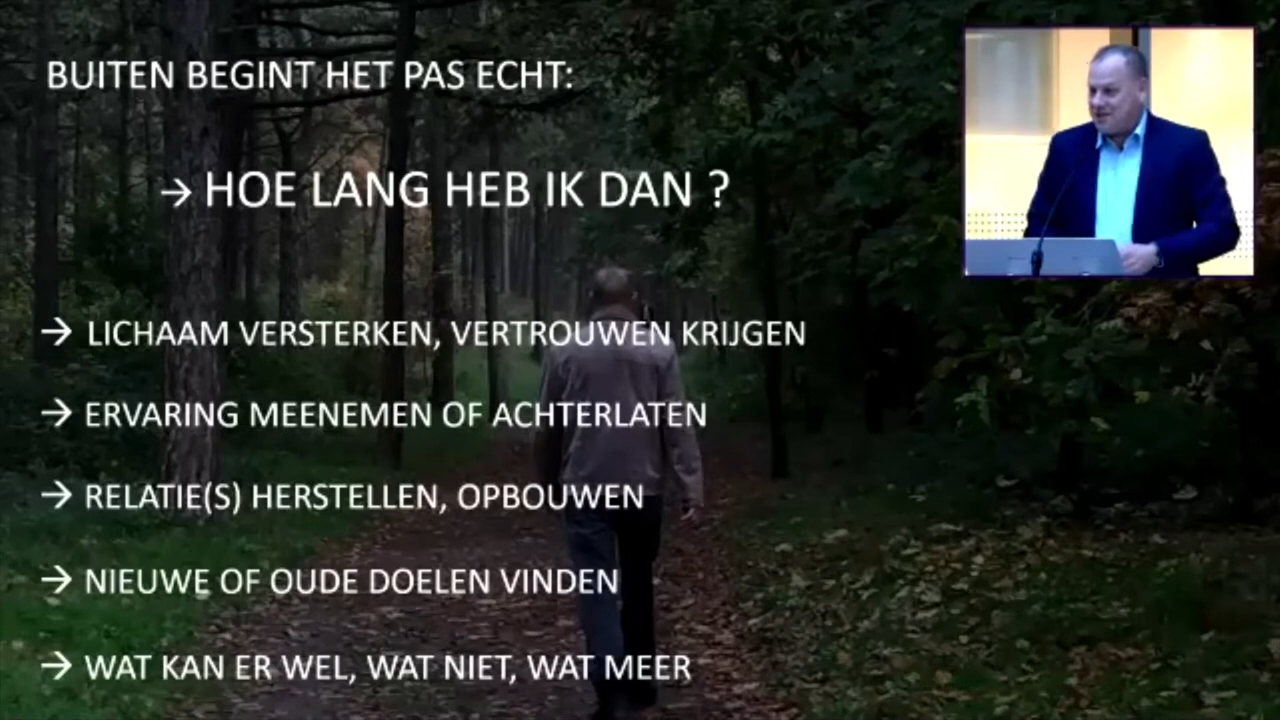 BUITEN BEGINT HET PAS ECHT:
→ HOE LANG HEB IK DAN ?
→ LICHAAM VERSTERKEN, VERTROUWEN KRIJGEN
→ ERVARING MEENEMEN OF ACHTERLATEN
→ RELATIE(S) HERSTELLEN, OPBOUWEN
→ NIEUWE OF OUDE DOELEN VINDEN
→ WAT KAN ER WEL, WAT NIET, WAT MEER